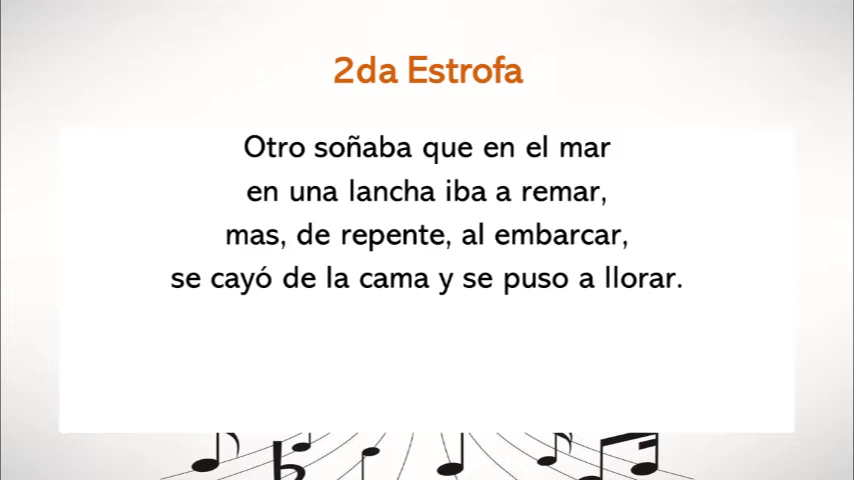 2da Estrofa
Otro soñaba que en el mar
en una lancha iba a remar,
mas, de repente, al embarcar,
se cayó de la cama y se puso a llorar.